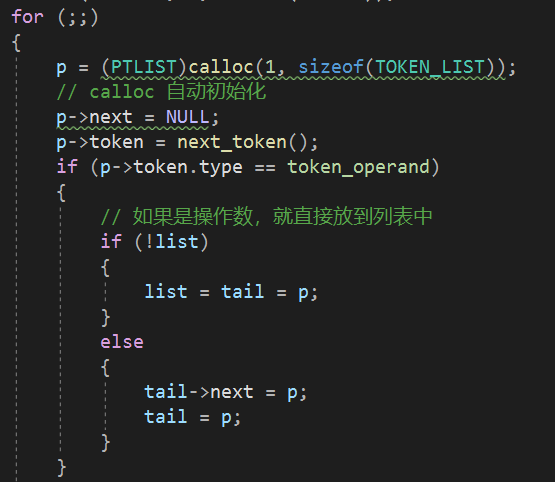 for (;;)
{
p = (PTLIST)calloc(1, sizeof(TOKEN_LIST));
// calloc 自动初始化
p->next = NULL;
p->token = next_token();
if (p->token.type == token_operand)
{
// 如果是操作数，就直接放到列表中
if (!list)
{
list = tail = p;
}
else
{
tail->next = p;
tail = p;
}
}